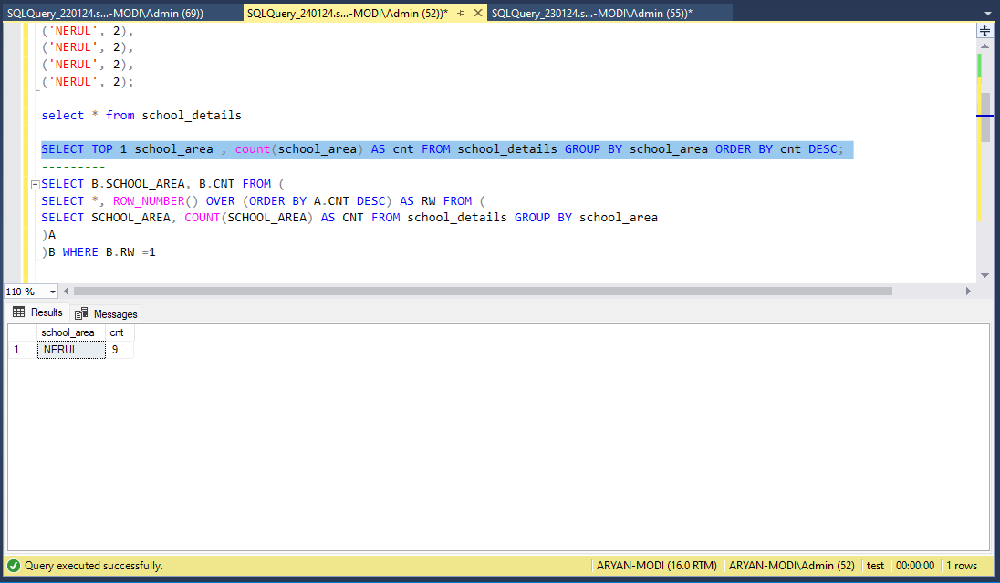 SQLQuery_220124.s...-MODI\Admin (69)) SQLQuery_240124.s...-MODI\Admin (52))* SQLQuery_230124.s...-MODI\Admin (55))*
('NERUL', 2),
('NERUL', 2),
('NERUL', 2),
('NERUL', 2);
select * from school_details
SELECT TOP 1 school_area , count(school_area) AS cnt FROM school_details GROUP BY school_area ORDER BY cnt DESC;
---------
SELECT B.SCHOOL_AREA, B.CNT FROM (
SELECT *, ROW_NUMBER() OVER (ORDER BY A.CNT DESC) AS RW FROM (
SELECT SCHOOL_AREA, COUNT(SCHOOL_AREA) AS CNT FROM school_details GROUP BY school_area
)A
)B WHERE B.RW =1
110 %
Results Messages
school_area cnt
1 NERUL 9
Query executed successfully. ARYAN-MODI (16.0 RTM) ARYAN-MODI\Admin (52) test 00:00:00 1 rows